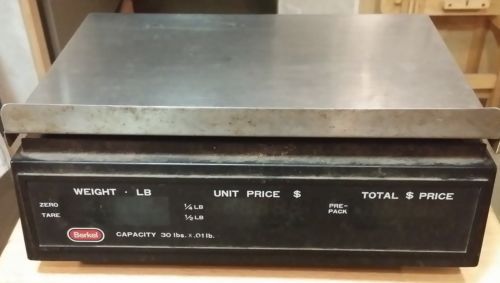 WEIGHT · LB UNIT PRICE $ TOTAL $ PRICE
ZERO ¼ LB PRE-
TARE ½ LB PACK
Berkel CAPACITY 30 lbs. x .01 lb.